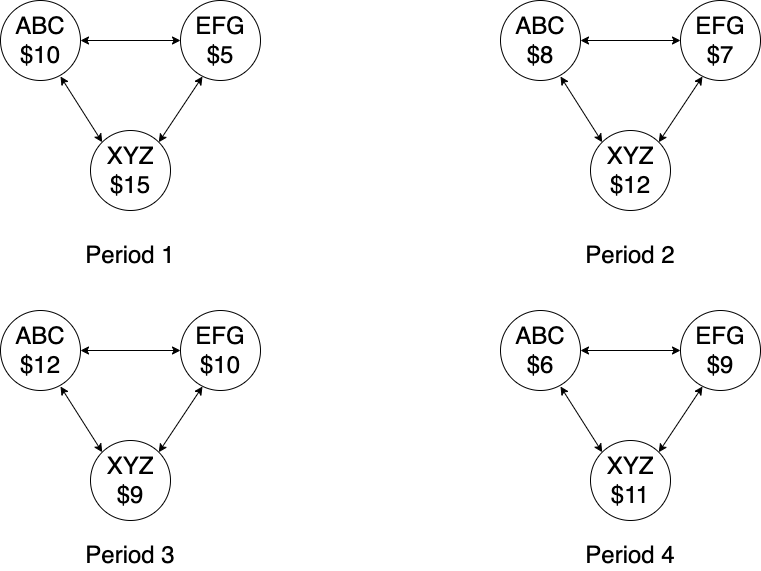 ABC
$10
EFG
$5
XYZ
$15
Period 1
ABC
$8
EFG
$7
XYZ
$12
Period 2
ABC
$12
EFG
$10
XYZ
$9
Period 3
ABC
$6
EFG
$9
XYZ
$11
Period 4